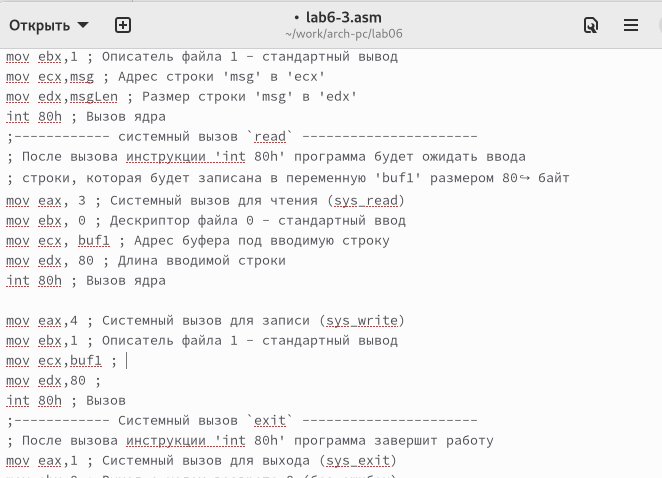 Открыть
• lab6-3.asm
~/work/arch-pc/lab06
mov ebx,1 ; Описатель файла 1 – стандартный вывод
mov ecx,msg ; Адрес строки 'msg' в 'ecx'
mov edx,msgLen ; Размер строки 'msg' в 'edx'
int 80h ; Вызов ядра
;------------ системный вызов `read` ----------------------
; После вызова инструкции 'int 80h' программа будет ожидать ввода
; строки, которая будет записана в переменную 'buf1' размером 80↪ байт
mov eax, 3 ; Системный вызов для чтения (sys_read)
mov ebx, 0 ; Дескриптор файла 0 – стандартный ввод
mov ecx, buf1 ; Адрес буфера под вводимую строку
mov edx, 80 ; Длина вводимой строки
int 80h ; Вызов ядра
mov eax,4 ; Системный вызов для записи (sys_write)
mov ebx,1 ; Описатель файла 1 – стандартный вывод
mov ecx,buf1 ;
mov edx,80 ;
int 80h ; Вызов
;------------ Системный вызов `exit` ----------------------
; После вызова инструкции 'int 80h' программа завершит работу
mov eax,1 ; Системный вызов для выхода (sys_exit)